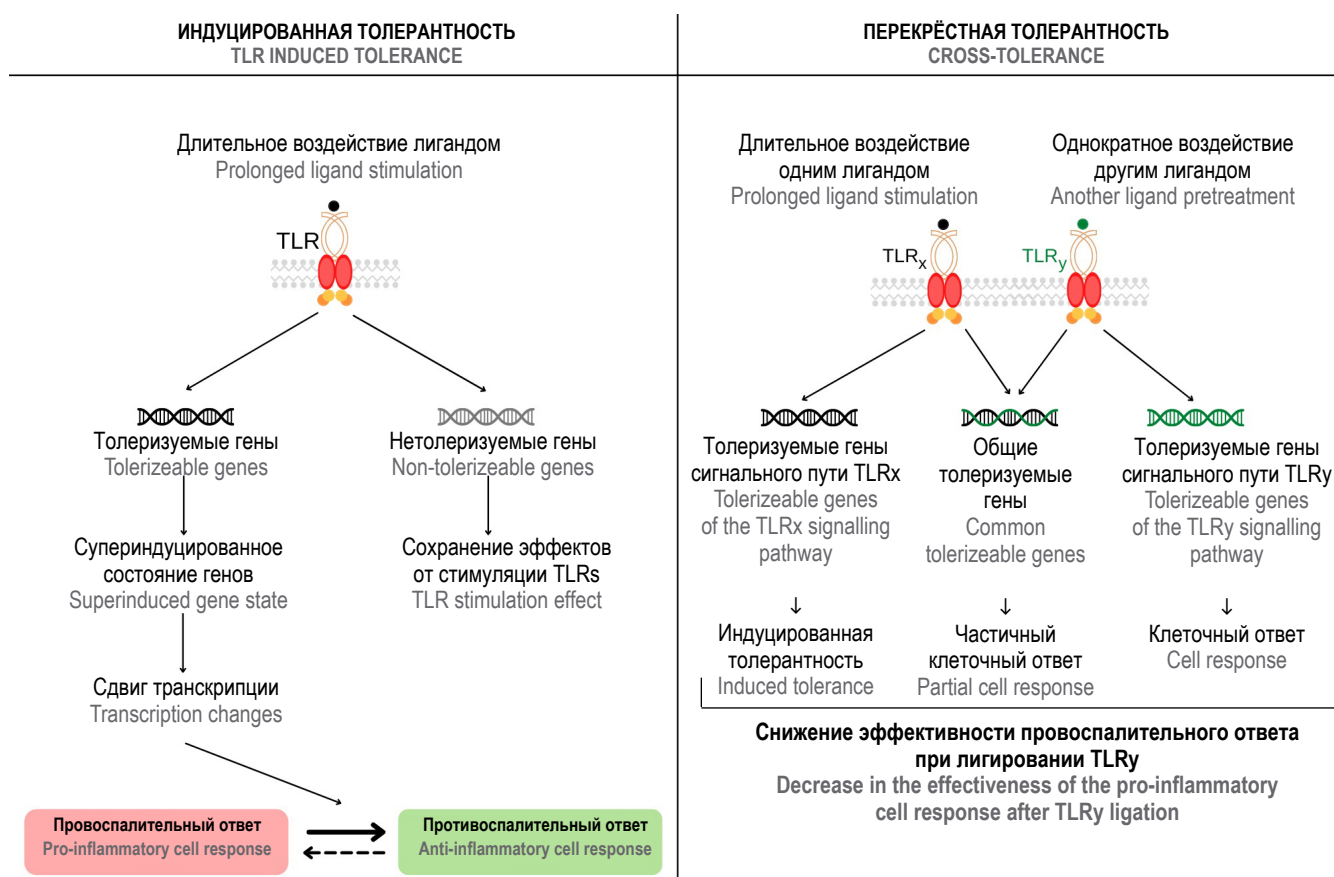 ИНДУЦИРОВАННАЯ ТОЛЕРАНТНОСТЬ
TLR INDUCED TOLERANCE
Длительное воздействие лигандом
Prolonged ligand stimulation
TLR
Толеризуемые гены
Tolerizeable genes
Нетолеризуемые гены
Non-tolerizeable genes
Супериндуцированное
состояние генов
Superinduced gene state
Сохранение эффектов
от стимуляции TLRs
TLR stimulation effect
Сдвиг транскрипции
Transcription changes
Провоспалительный ответ
Pro-inflammatory cell response
Противоспалительный ответ
Anti-inflammatory cell response
ПЕРЕКРЁСТНАЯ ТОЛЕРАНТНОСТЬ
CROSS-TOLERANCE
Длительное воздействие
одним лигандом
Prolonged ligand stimulation
Однократное воздействие
другим лигандом
Another ligand pretreatment
TLRx
TLRy
Толеризуемые гены
сигнального пути TLRx
Tolerizeable genes
of the TLRx signalling
pathway
Общие
толеризуемые
гены
Common
tolerizeable genes
Толеризуемые гены
сигнального пути TLRy
Tolerizeable genes
of the TLRy signalling
pathway
Индуцированная
толерантность
Induced tolerance
Частичный
клеточный ответ
Partial cell response
Клеточный ответ
Cell response
Снижение эффективности провоспалительного ответа
при лигировании TLRy
Decrease in the effectiveness of the pro-inflammatory
cell response after TLRy ligation